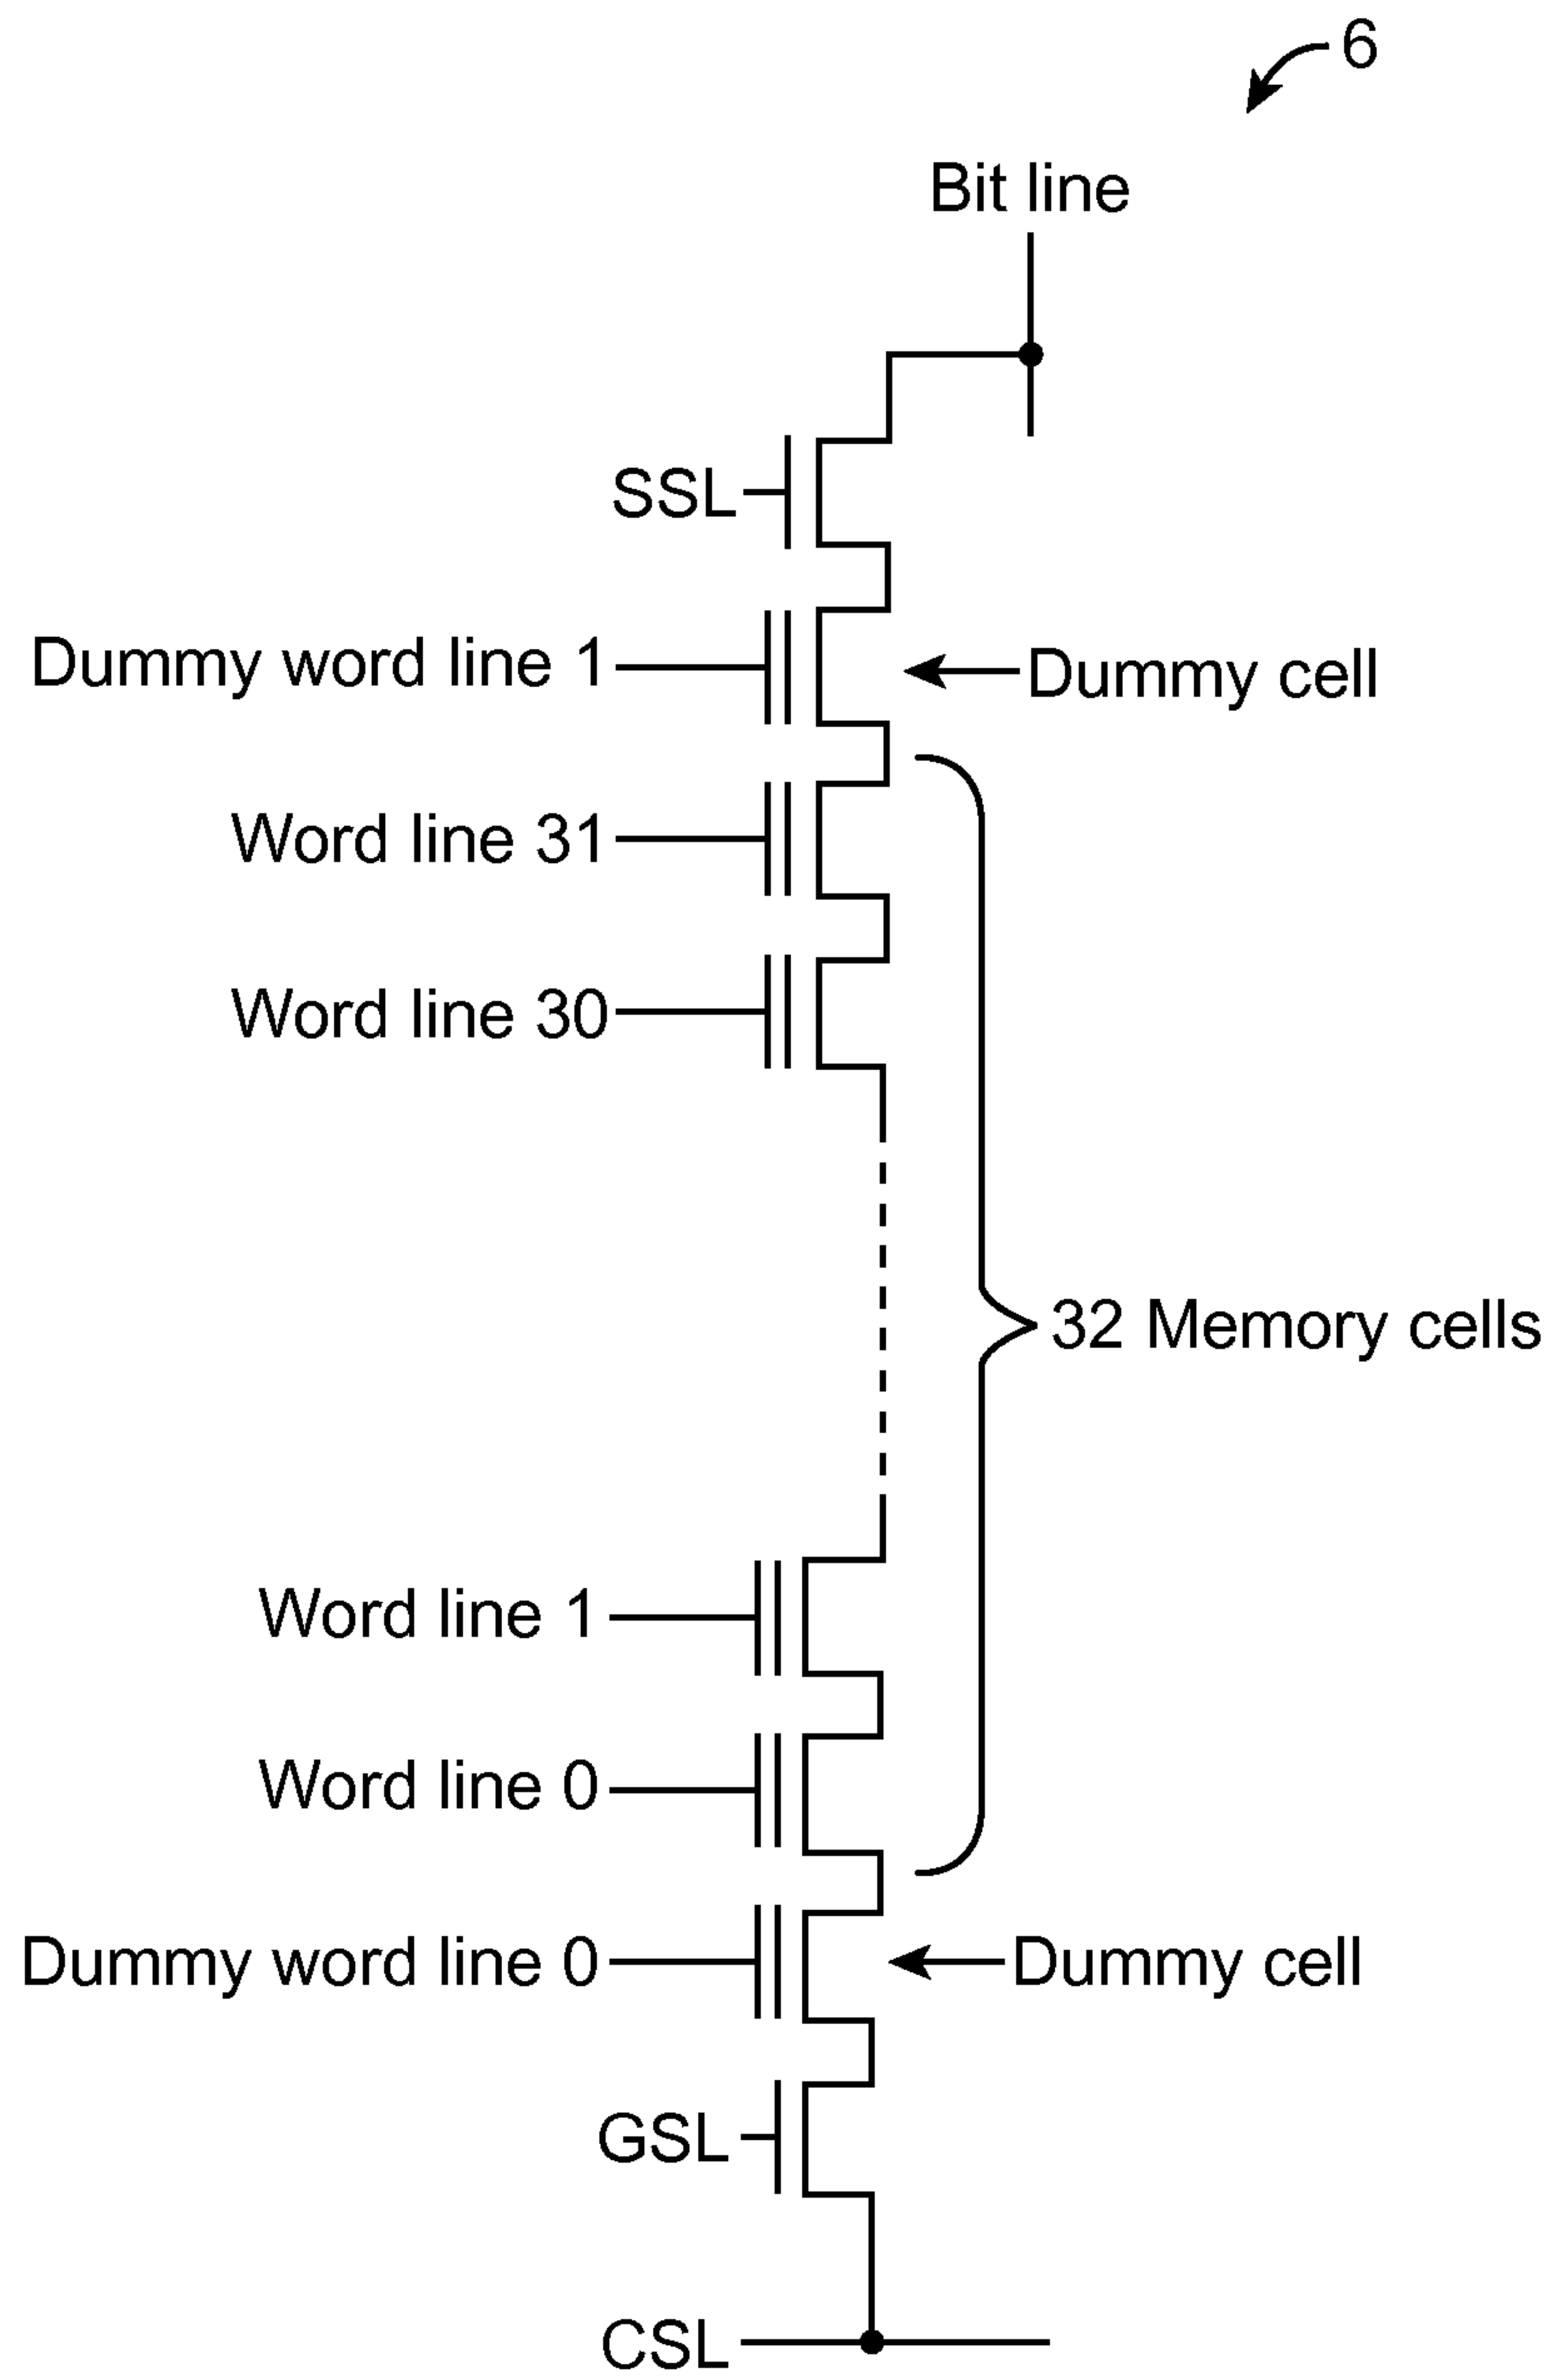 6
Bit line
SSL
Dummy word line 1
Dummy cell
Word line 31
Word line 30
32 Memory cells
Word line 1
Word line 0
Dummy word line 0
Dummy cell
GSL
CSL